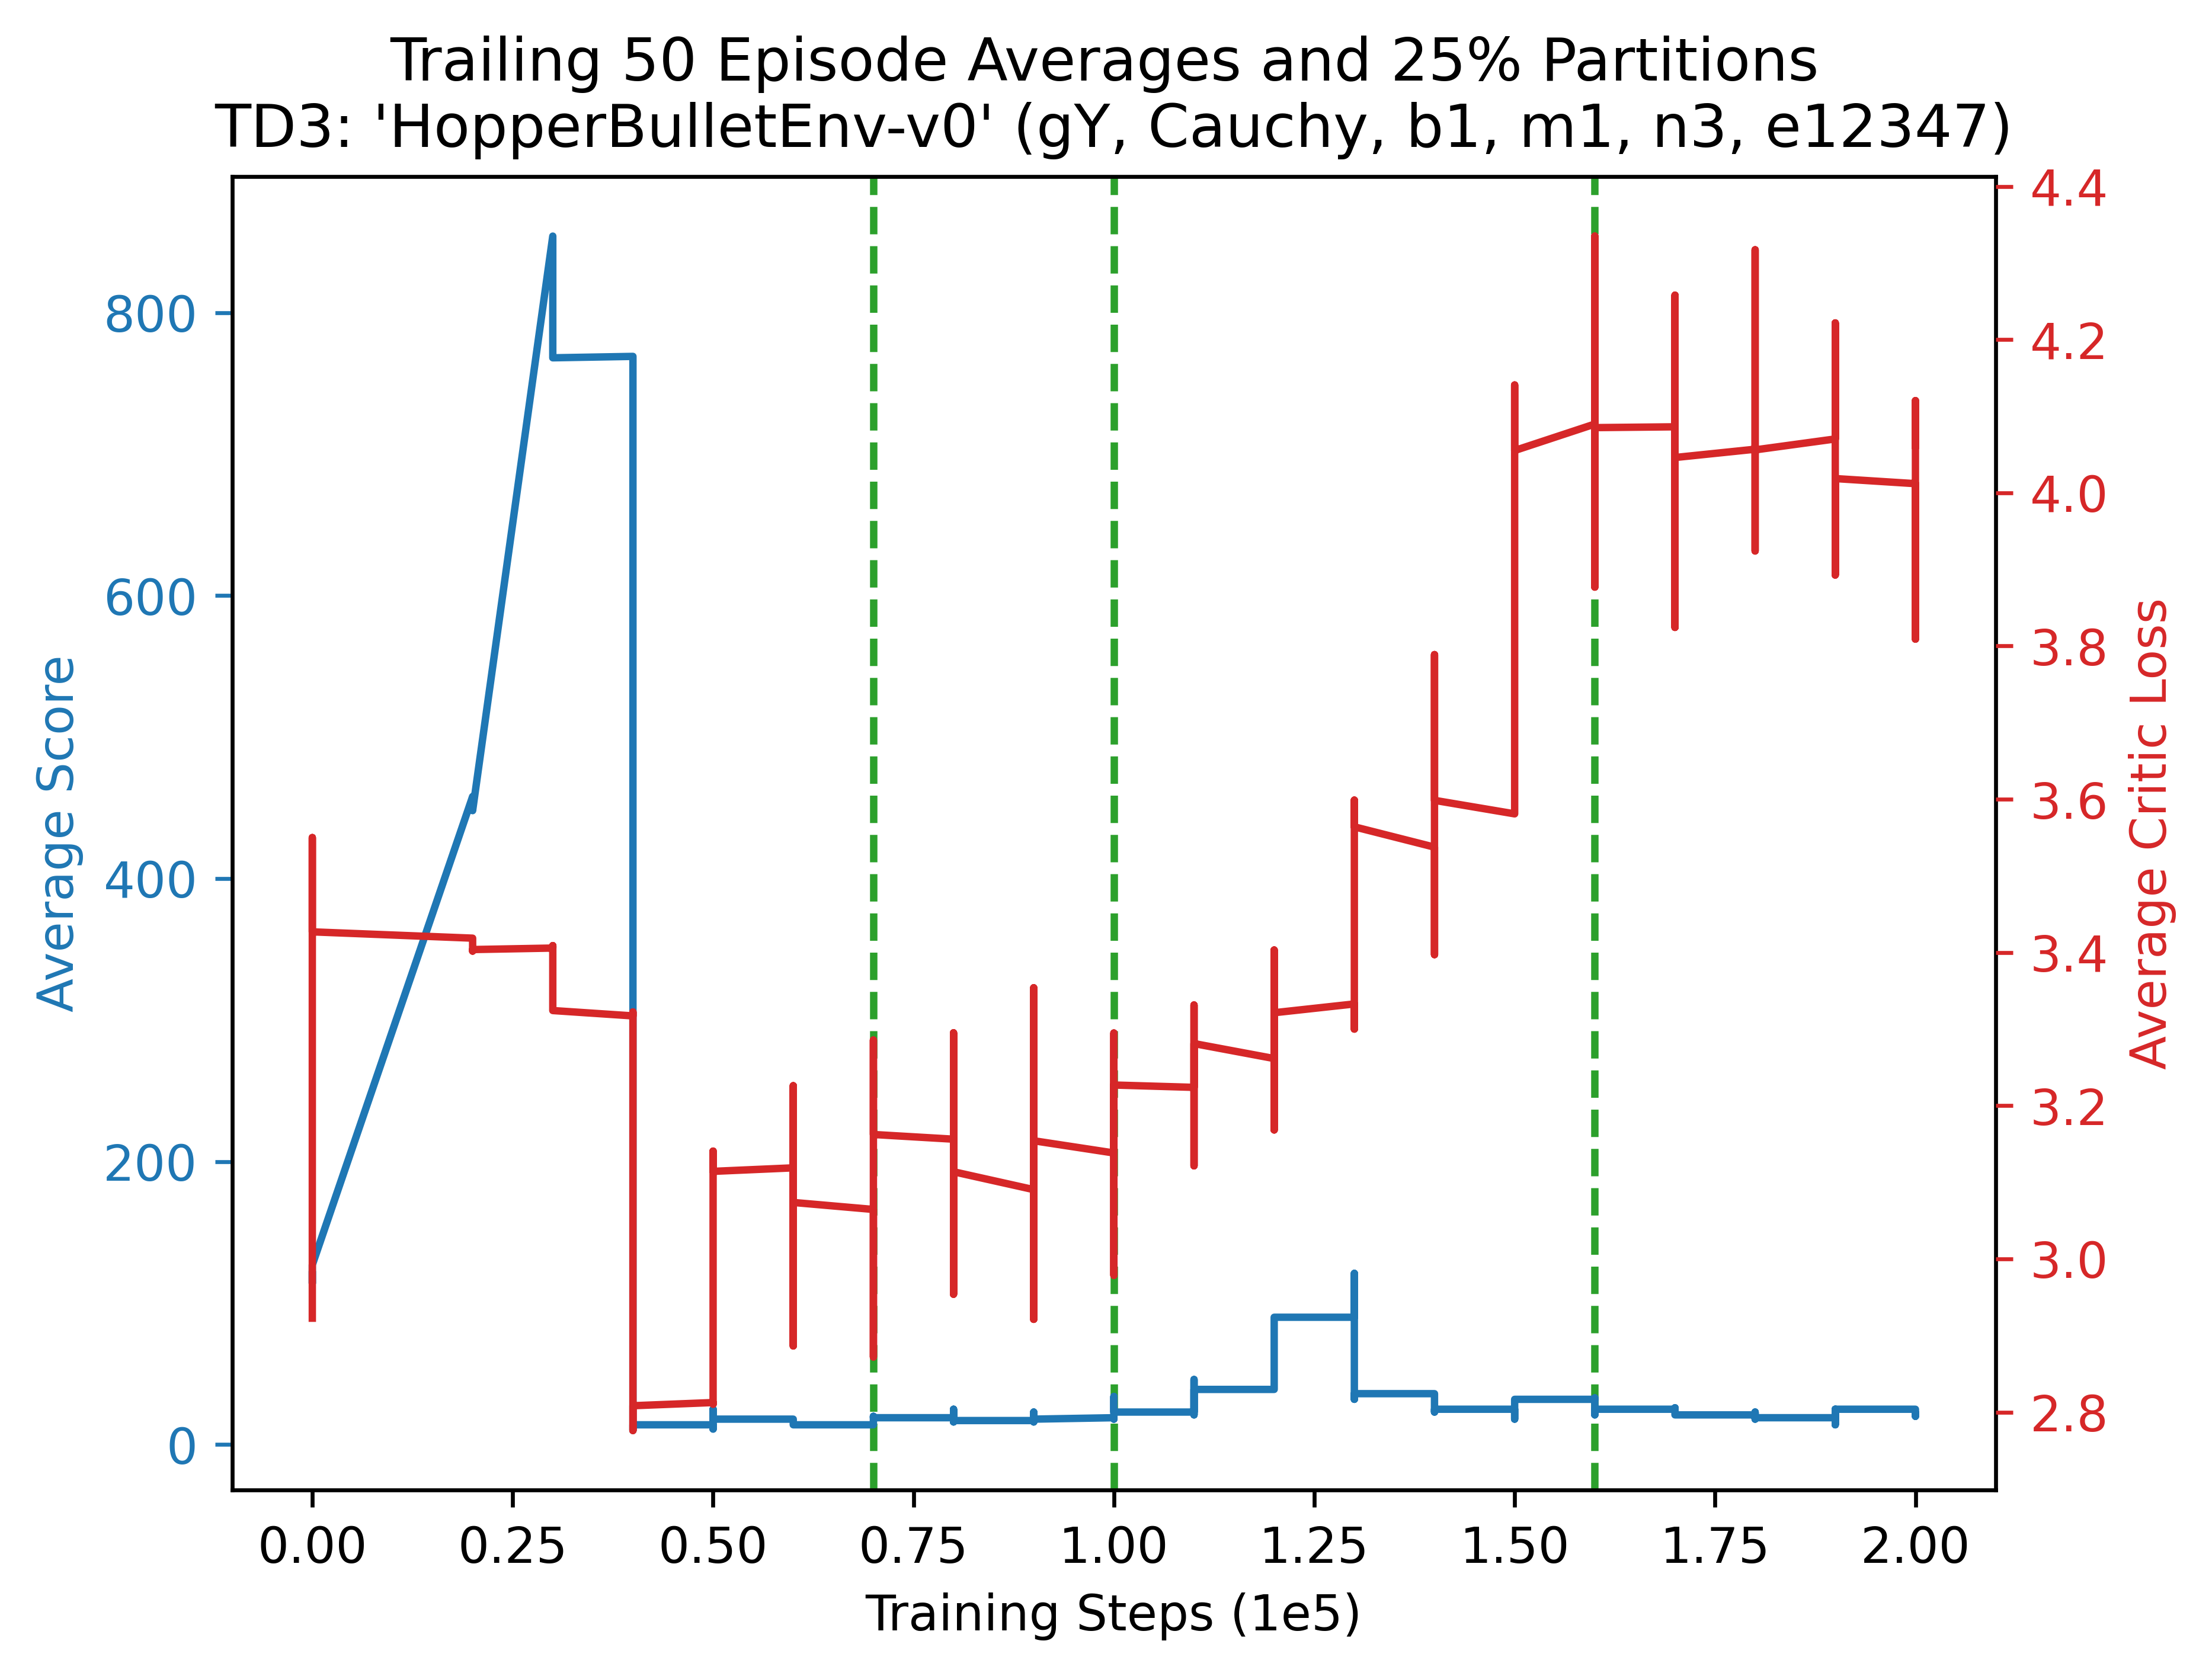 Trailing 50 Episode Averages and 25% Partitions
TD3: 'HopperBulletEnv-v0' (gY, Cauchy, b1, m1, n3, e12347)
Average Score
800
600
400
200
0
4.4
4.2
4.0
3.8
3.6
3.4
3.2
3.0
2.8
Average Critic Loss
0.00 0.25 0.50 0.75 1.00 1.25 1.50 1.75 2.00
Training Steps (1e5)